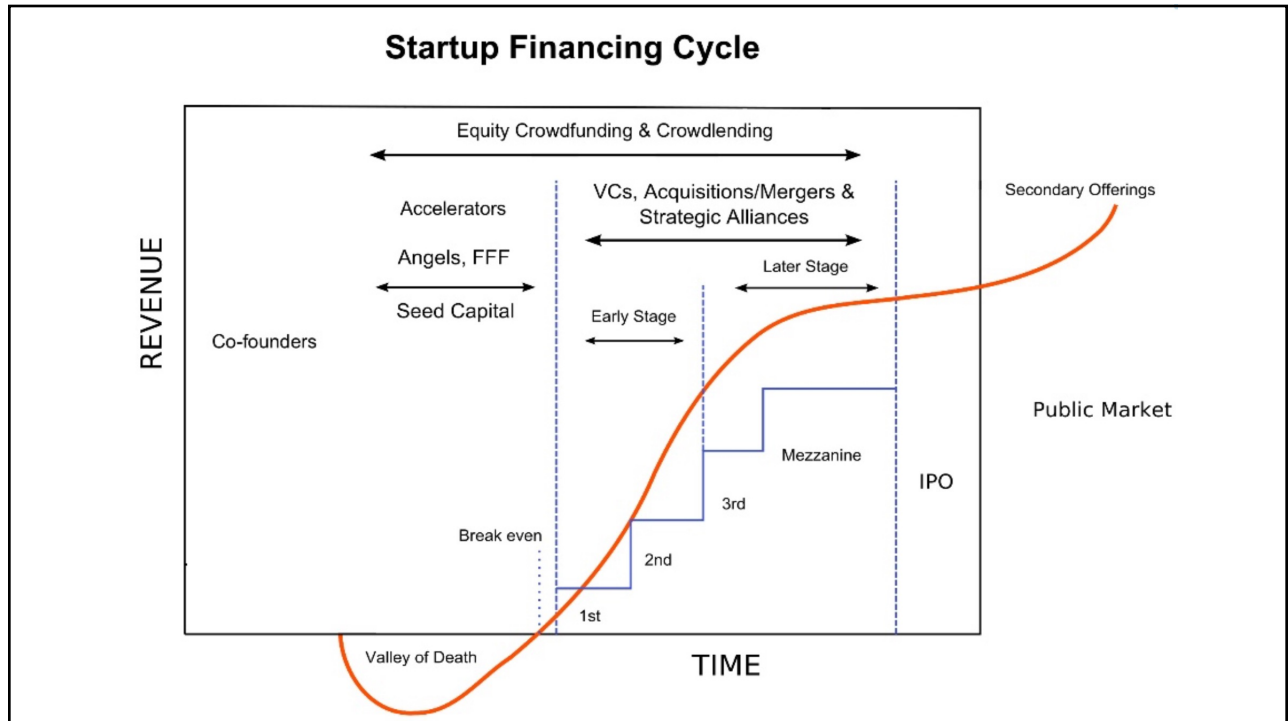 Startup Financing Cycle
Equity Crowdfunding & Crowdlending
VCs, Acquisitions/Mergers &
Strategic Alliances
Secondary Offerings
Accelerators
Angels, FFF
Seed Capital
Later Stage
Early Stage
Co-founders
REVENUE
Public Market
Mezzanine
IPO
3rd
Break even
2nd
1st
Valley of Death
TIME